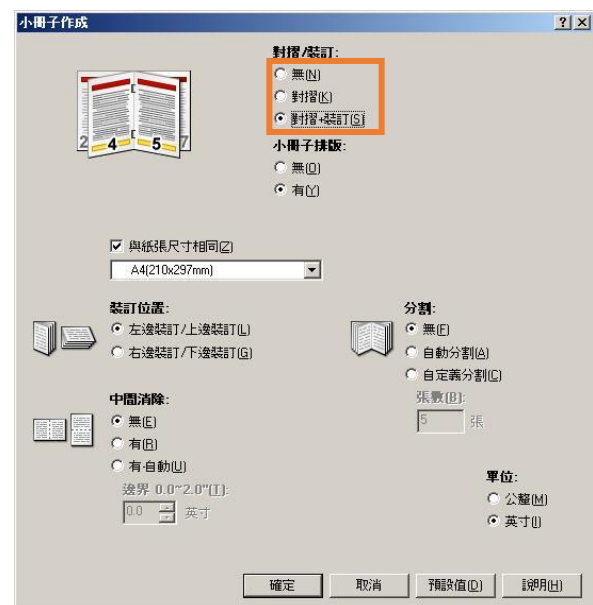 小冊子作成
對摺/裝訂:
無(N)
對摺(K)
對摺+裝訂(S)
2 4 5 7
小冊子排版:
無(O)
有(Y)
與紙張尺寸相同(Z)
A4(210x297mm)
裝訂位置:
左邊裝訂/上邊裝訂(L)
右邊裝訂/下邊裝訂(G)
分割:
無(F)
自動分割(A)
自定義分割(C)
張數(B):
5 張
中間消除:
無(E)
有(R)
有-自動(U)
邊界 0.0~2.0"(T):
0.0 英寸
單位:
公釐(M)
英寸(I)
確定 取消 預設值(D) 說明(H)